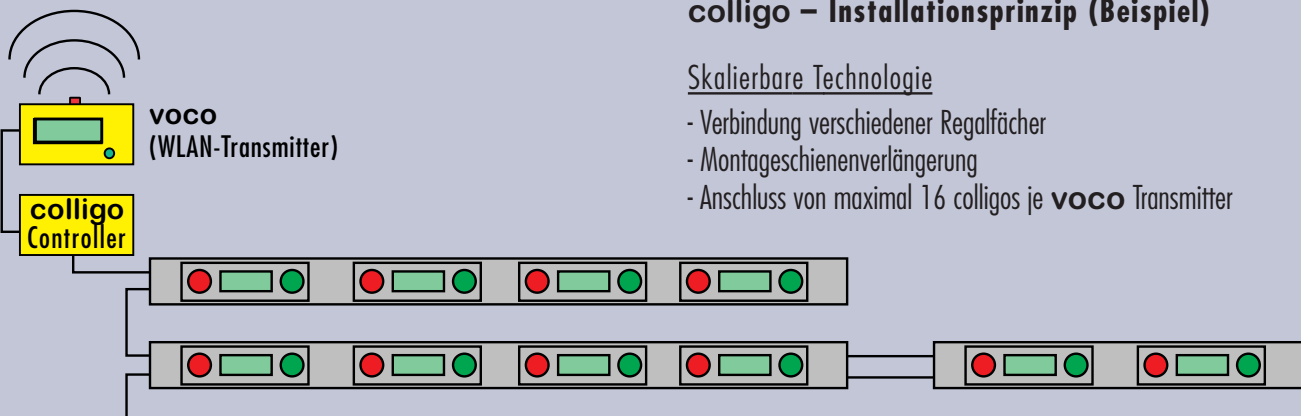 colligo – Installationsprinzip (Beispiel)
Skalierbare Technologie
- Verbindung verschiedener Regalfächer
- Montageschienenverlängerung
- Anschluss von maximal 16 colligos je voco Transmitter
voco
(WLAN-Transmitter)
colligo
Controller